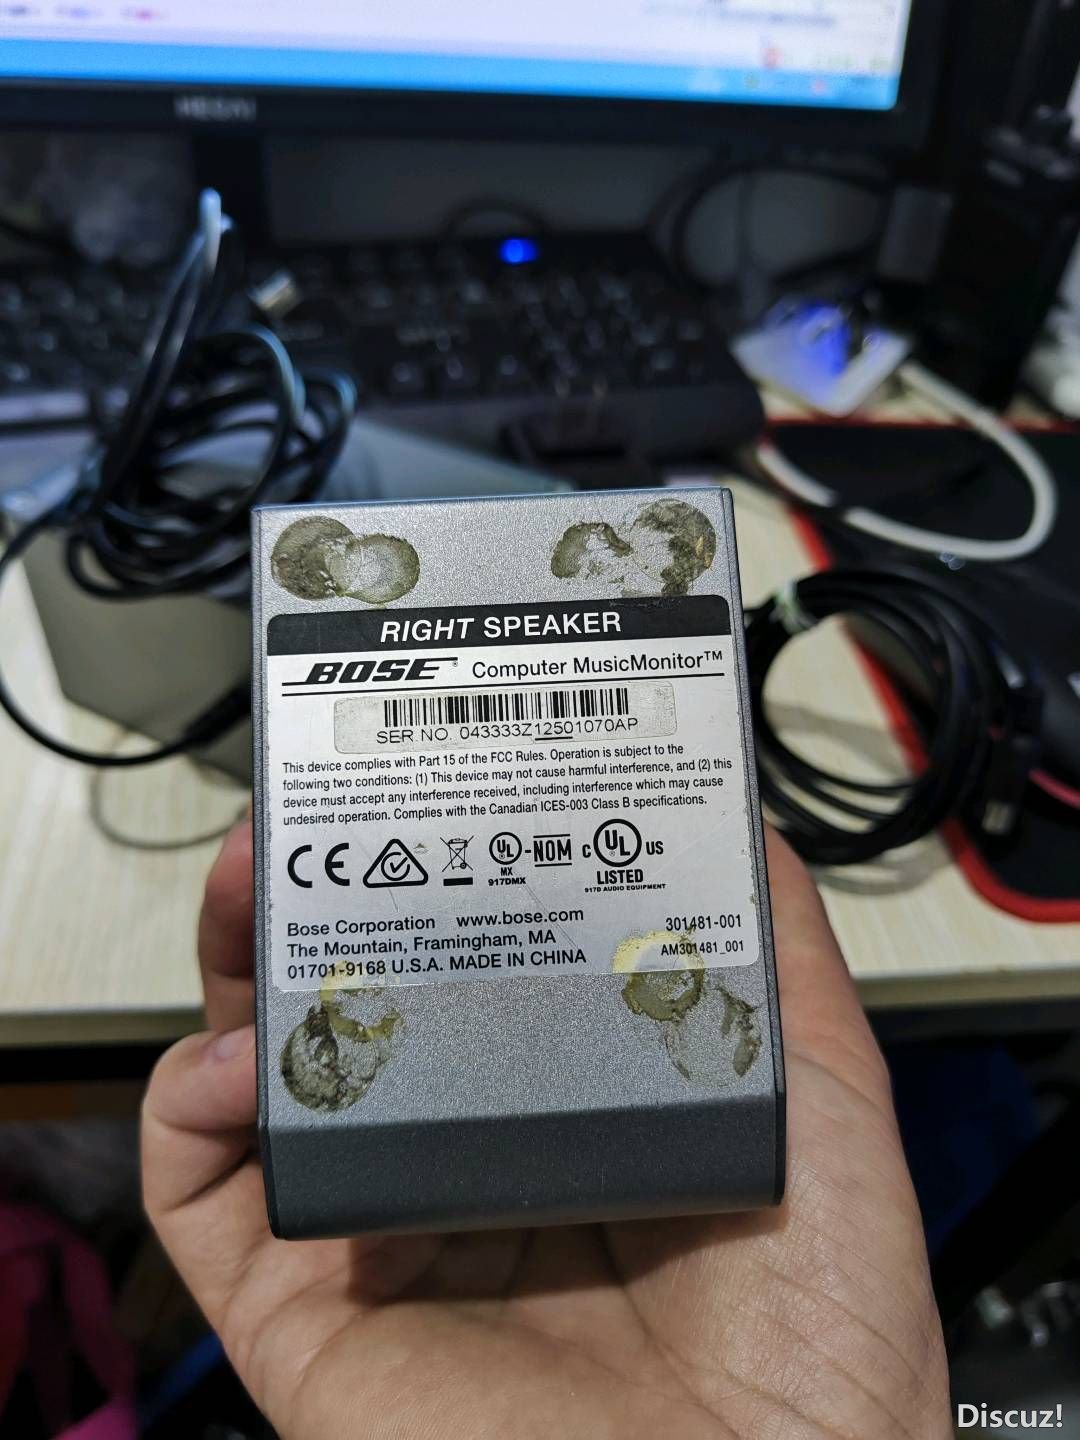 RIGHT SPEAKER
BOSE® Computer MusicMonitor™
SER NO. 043333Z12501070AP
This device complies with Part 15 of the FCC Rules. Operation is subject to the
following two conditions: (1) This device may not cause harmful interference, and (2) this
device must accept any interference received, including interference which may cause
undesired operation. Complies with the Canadian ICES-003 Class B specifications.
CE UL-NOM c UL US
MX
917DMX
LISTED
917D AUDIO EQUIPMENT
Bose Corporation www.bose.com
The Mountain, Framingham, MA
01701-9168 U.S.A. MADE IN CHINA
301481-001
AM301481_001
Discuz!